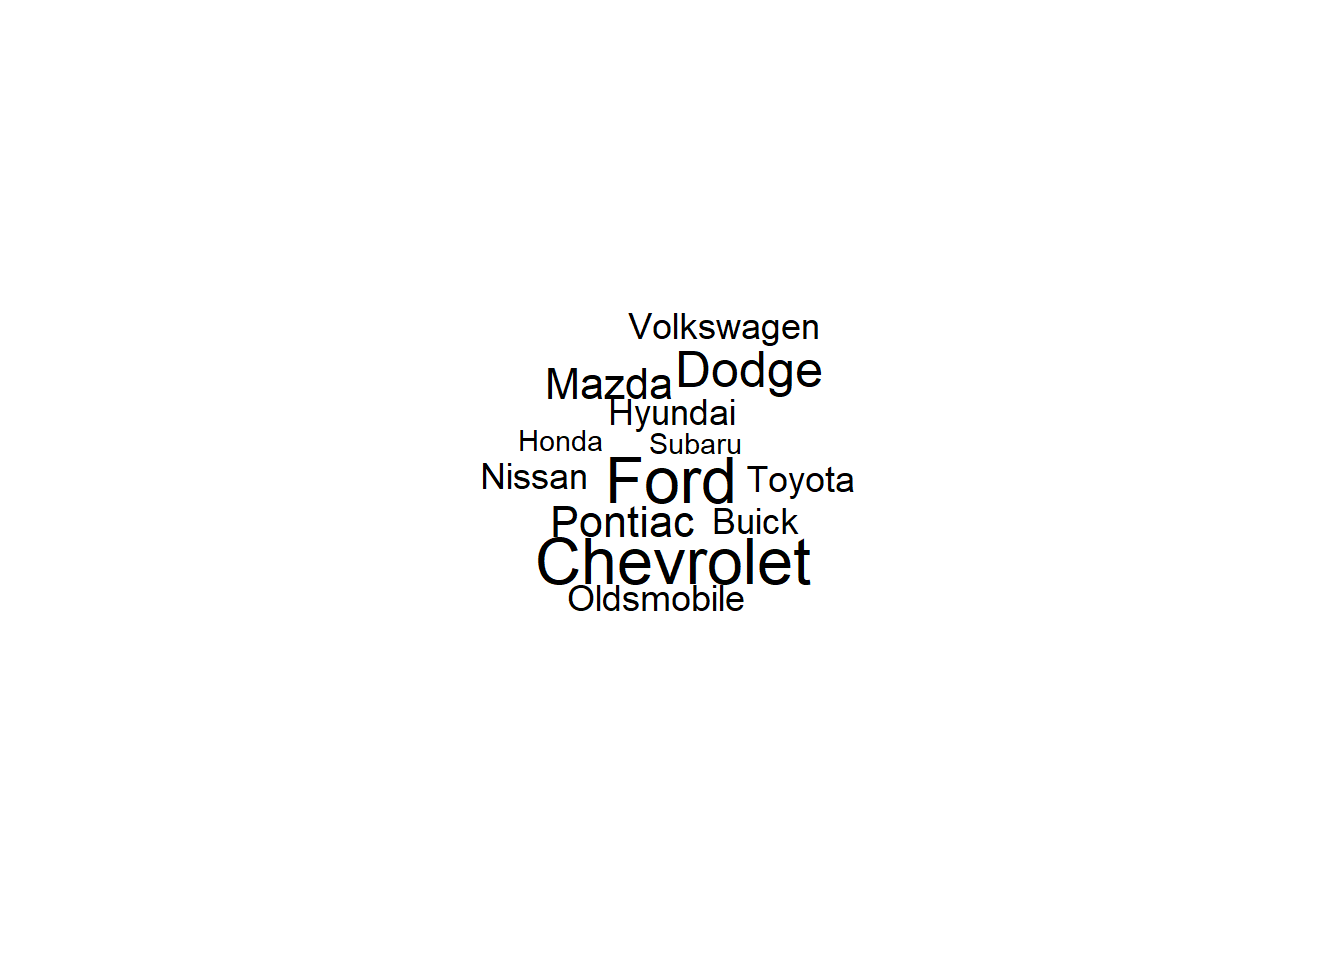 Volkswagen
Mazda Dodge
Hyundai
Honda Subaru
Nissan Ford Toyota
Pontiac Buick
Chevrolet
Oldsmobile